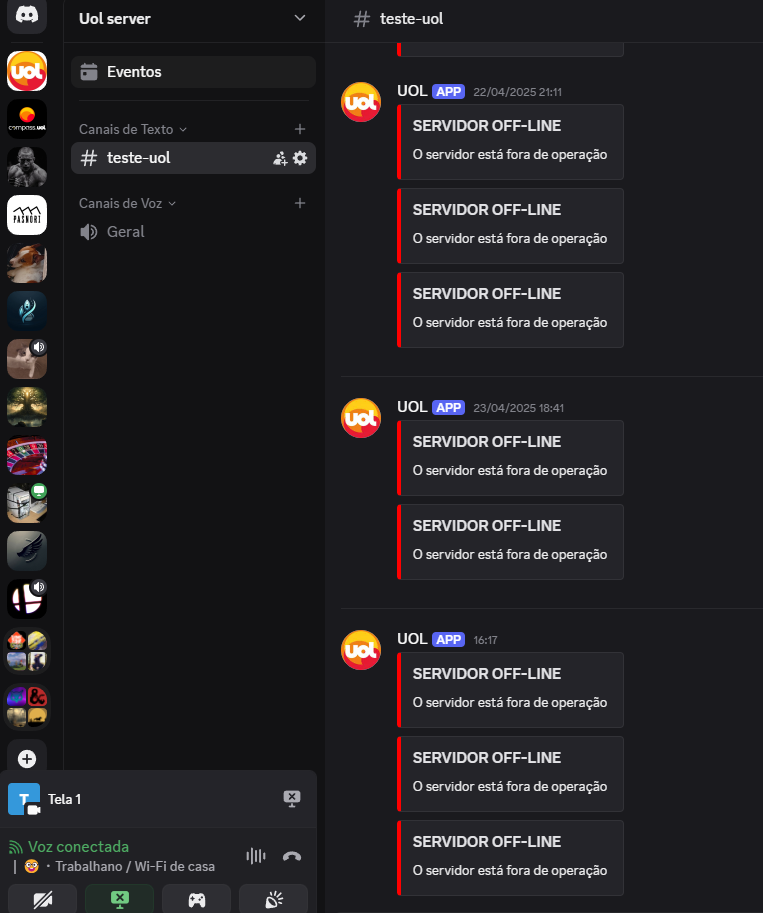 Uol server
teste-uol
uol
compass.uol
PASNORI
Eventos
Canais de Texto
teste-uol
Canais de Voz
Geral
uol
UOL APP 22/04/2025 21:11
SERVIDOR OFF-LINE
O servidor está fora de operação
SERVIDOR OFF-LINE
O servidor está fora de operação
SERVIDOR OFF-LINE
O servidor está fora de operação
uol
UOL APP 23/04/2025 18:41
SERVIDOR OFF-LINE
O servidor está fora de operação
SERVIDOR OFF-LINE
O servidor está fora de operação
uol
UOL APP 16:17
SERVIDOR OFF-LINE
O servidor está fora de operação
SERVIDOR OFF-LINE
O servidor está fora de operação
SERVIDOR OFF-LINE
O servidor está fora de operação
T
Tela 1
Voz conectada
| 🤓 • Trabalhano / Wi-Fi de casa